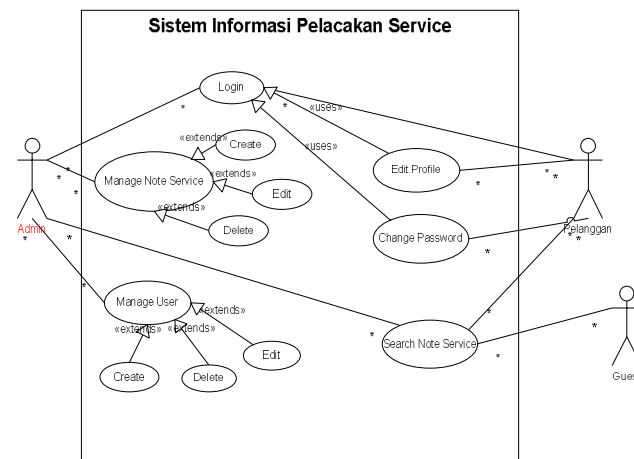 Sistem Informasi Pelacakan Service
Login
*
*
«uses»
«extends»
Create
«uses»
Manage Note Service
«extends»
Edit
Edit Profile
*
*
*
*
*
*
*
«extends»
Delete
Admin
Change Password
Pelanggan
*
*
*
*
*
Manage User
*
«extends»
*
«extends»
«extends»
*
*
Edit
Search Note Service
*
Create
Delete
Gues